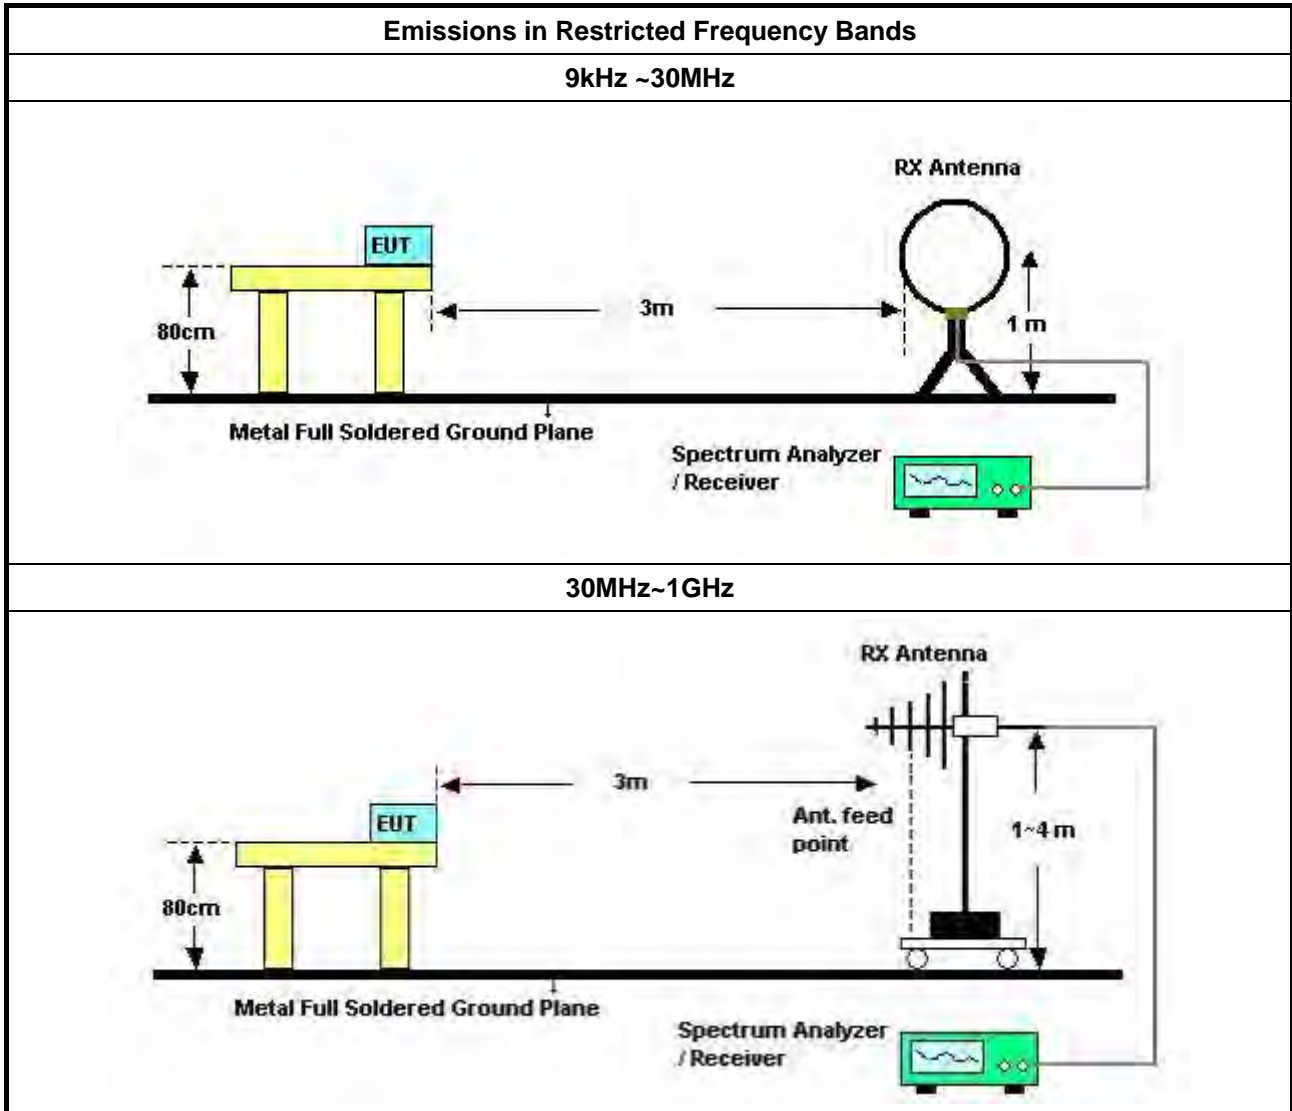 Emissions in Restricted Frequency Bands
9kHz ~30MHz
RX Antenna
EUT
3m
80cm
1 m
Metal Full Soldered Ground Plane
Spectrum Analyzer
/ Receiver
30MHz~1GHz
RX Antenna
3m
EUT
Ant. feed
point
1~4 m
80cm
Metal Full Soldered Ground Plane
Spectrum Analyzer
/ Receiver